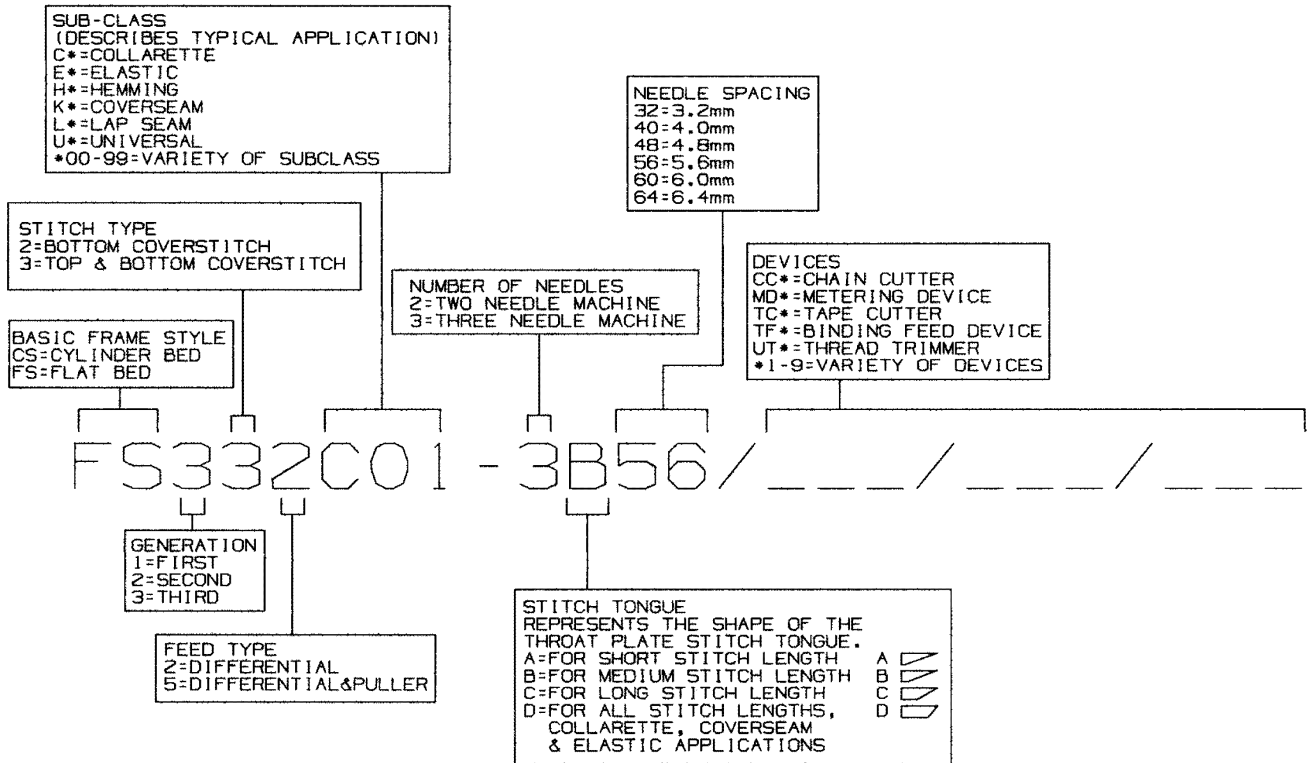 SUB-CLASS
(DESCRIBES TYPICAL APPLICATION)
C*=COLLARETTE
E*=ELASTIC
H*=HEMMING
K*=COVERSEAM
L*=LAP SEAM
U*=UNIVERSAL
*00-99=VARIETY OF SUBCLASS
NEEDLE SPACING
32=3.2mm
40=4.0mm
48=4.8mm
56=5.6mm
60=6.0mm
64=6.4mm
STITCH TYPE
2=BOTTOM COVERSTITCH
3=TOP & BOTTOM COVERSTITCH
NUMBER OF NEEDLES
2=TWO NEEDLE MACHINE
3=THREE NEEDLE MACHINE
DEVICES
CC*=CHAIN CUTTER
MD*=METERING DEVICE
TC*=TAPE CUTTER
TF*=BINDING FEED DEVICE
UT*=THREAD TRIMMER
*1-9=VARIETY OF DEVICES
BASIC FRAME STYLE
CS=CYLINDER BED
FS=FLAT BED
FS332C01-3B56/___/___/___
GENERATION
1=FIRST
2=SECOND
3=THIRD
FEED TYPE
2=DIFFERENTIAL
5=DIFFERENTIAL&PULLER
STITCH TONGUE
REPRESENTS THE SHAPE OF THE
THROAT PLATE STITCH TONGUE.
A=FOR SHORT STITCH LENGTH A
B=FOR MEDIUM STITCH LENGTH B
C=FOR LONG STITCH LENGTH C
D=FOR ALL STITCH LENGTHS, D
COLLARETTE, COVERSEAM
& ELASTIC APPLICATIONS